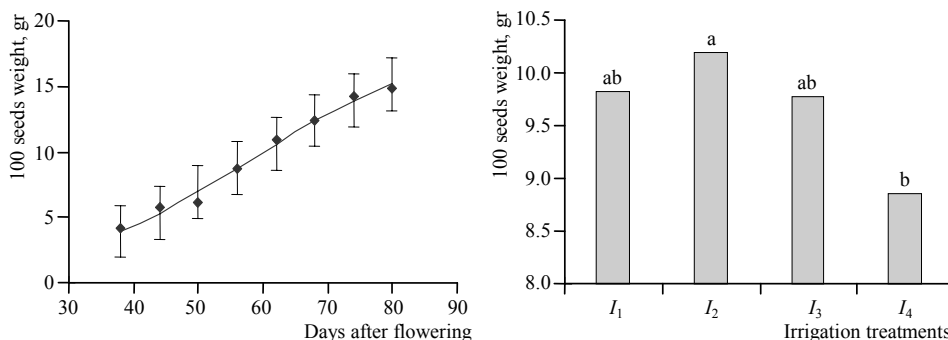 100 seeds weight, gr
20
15
10
5
0
30 40 50 60 70 80 90
Days after flowering
100 seeds weight, gr
10.5
10.0
9.5
9.0
8.5
8.0
ab
a
ab
b
I₁ I₂ I₃ I₄
Irrigation treatments